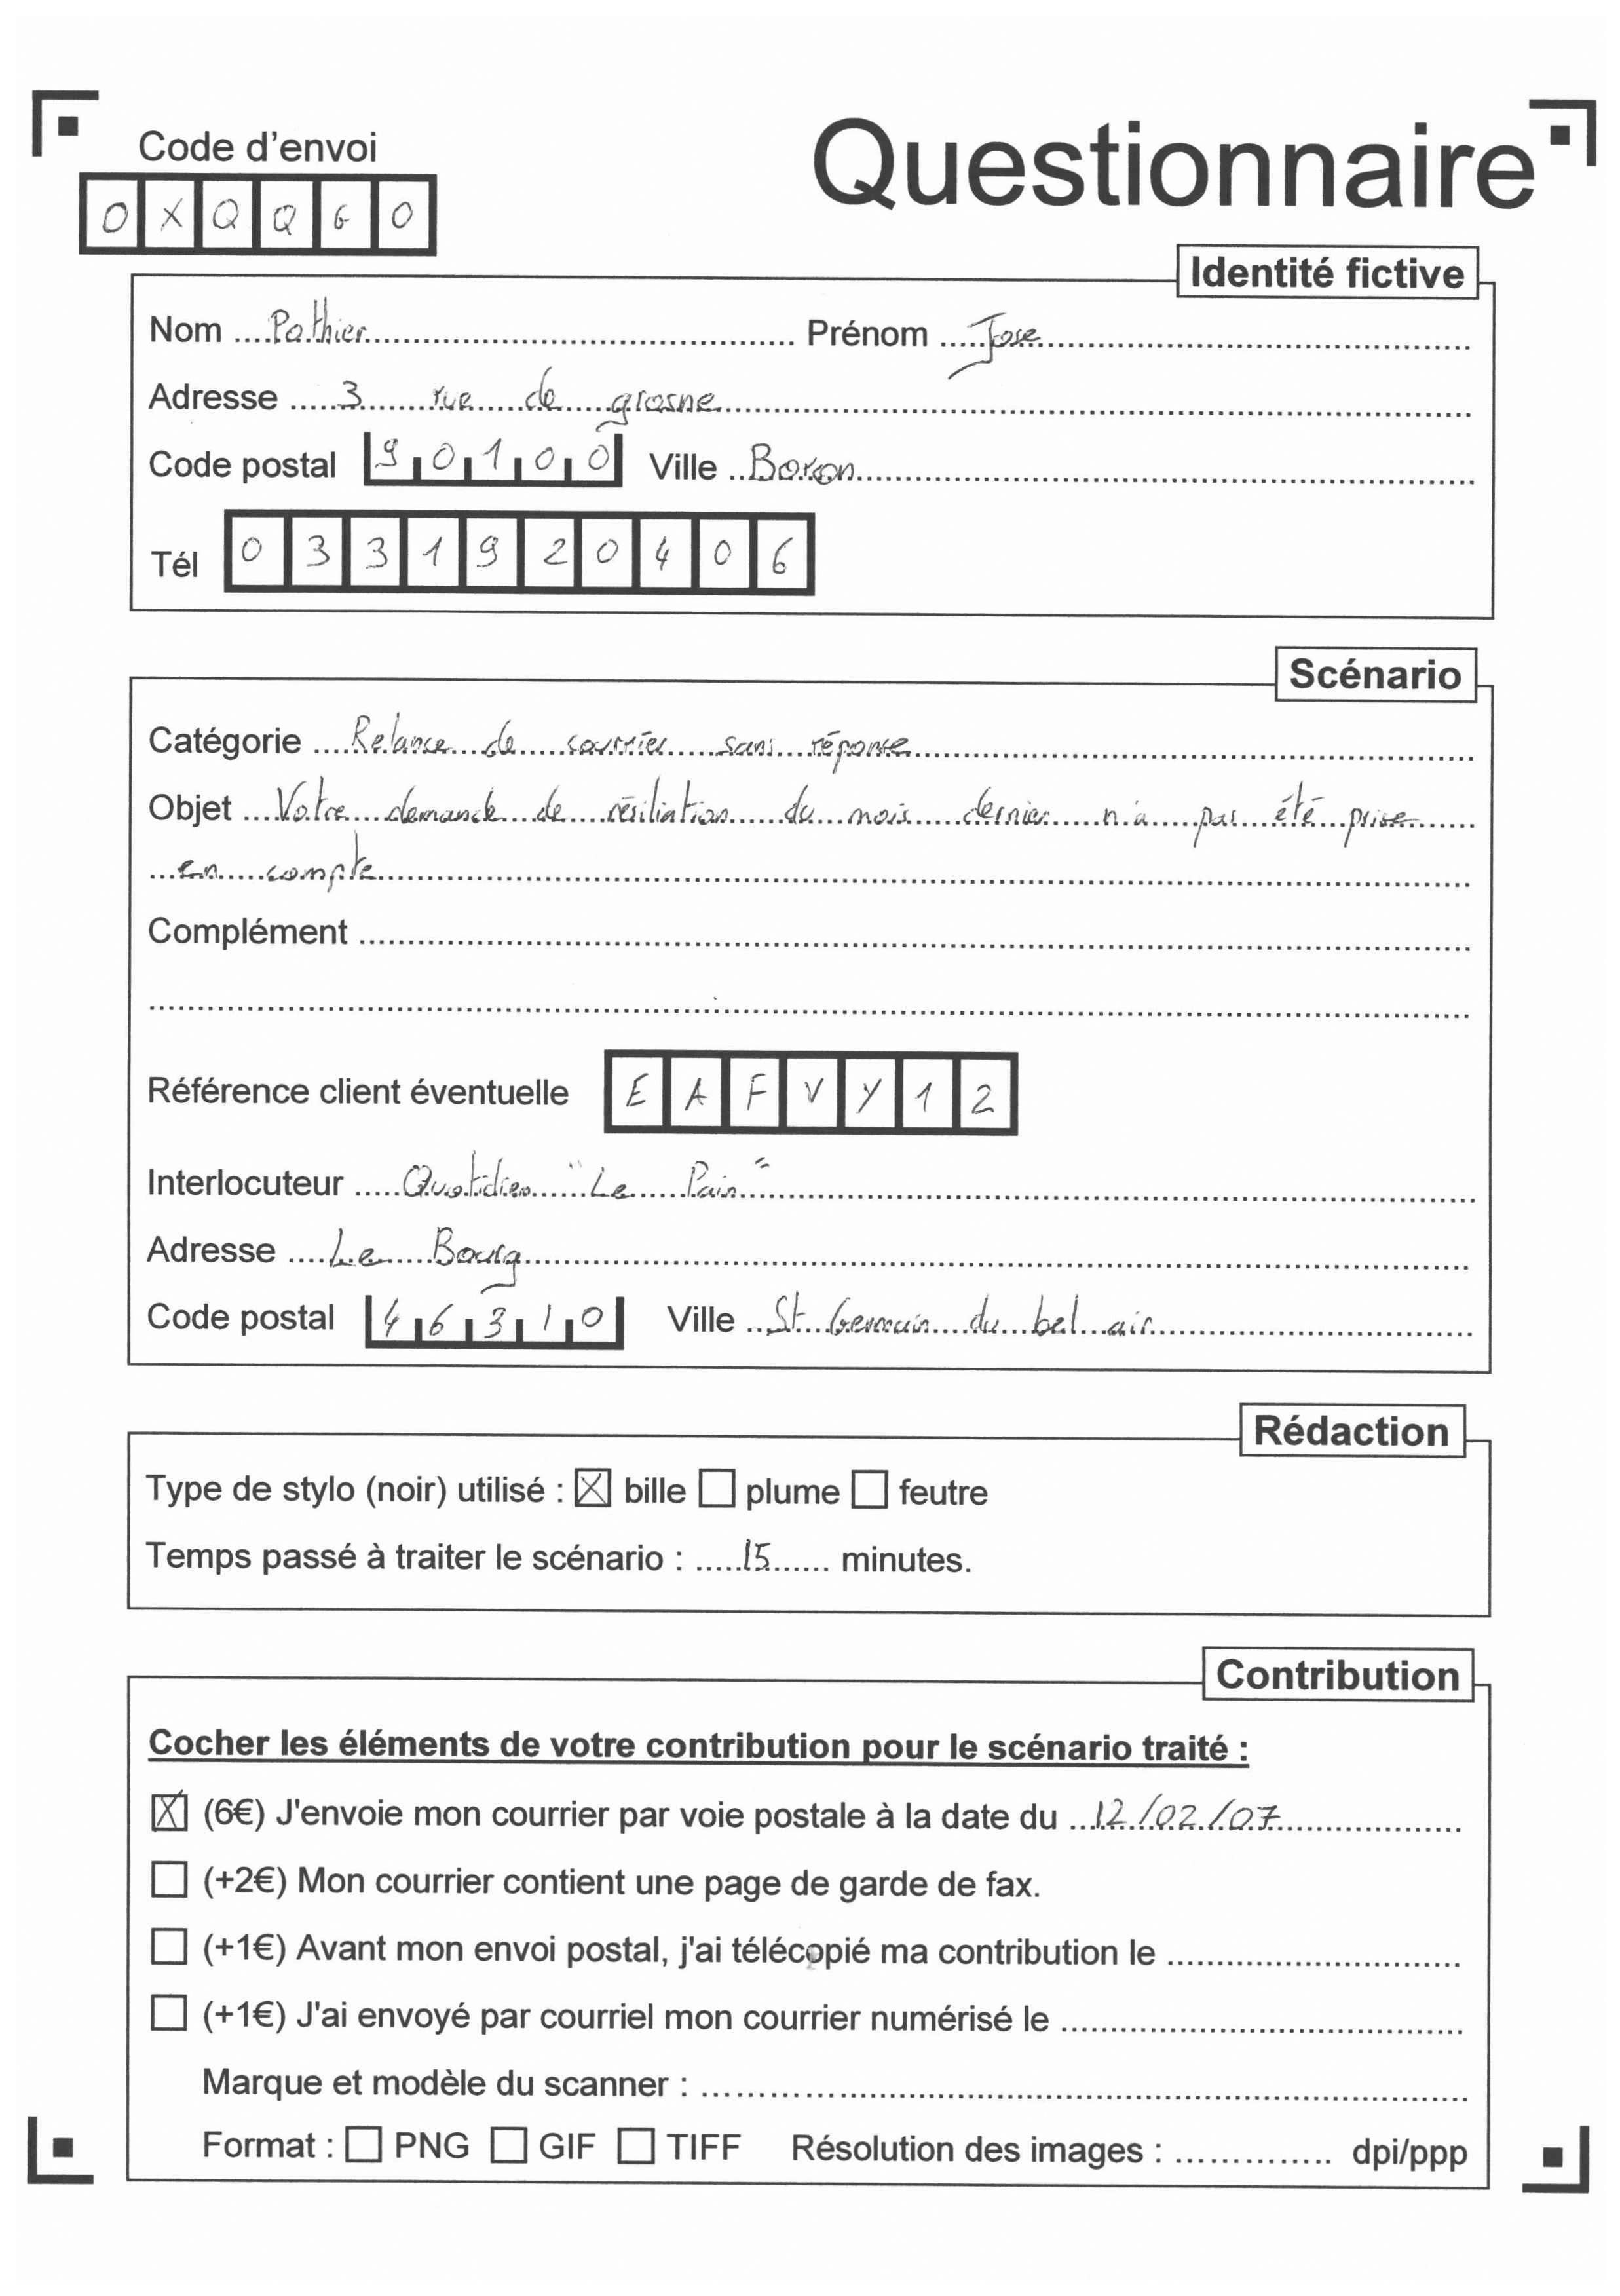 Code d'envoi
Questionnaire
OXQQG0
Identité fictive
Nom Pothier Prénom Jose
Adresse 3 rue de grosne
Code postal 90100 Ville Boron
Tél 0331920406
Scénario
Catégorie Relance de courrier sans réponse
Objet Votre demande de résiliation du mois dernier n'a pas été prise
en compte
Complément
Référence client éventuelle EAFVY12
Interlocuteur Quotidien "Le Pain"
Adresse Le Bourg
Code postal 46310 Ville St Germain du bel air
Rédaction
Type de stylo (noir) utilisé : ☒ bille ☐ plume ☐ feutre
Temps passé à traiter le scénario : 15 minutes.
Contribution
Cocher les éléments de votre contribution pour le scénario traité :
☒ (6€) J'envoie mon courrier par voie postale à la date du 12/02/07
☐ (+2€) Mon courrier contient une page de garde de fax.
☐ (+1€) Avant mon envoi postal, j'ai télécopié ma contribution le
☐ (+1€) J'ai envoyé par courriel mon courrier numérisé le
Marque et modèle du scanner :
Format : ☐ PNG ☐ GIF ☐ TIFF Résolution des images : dpi/ppp